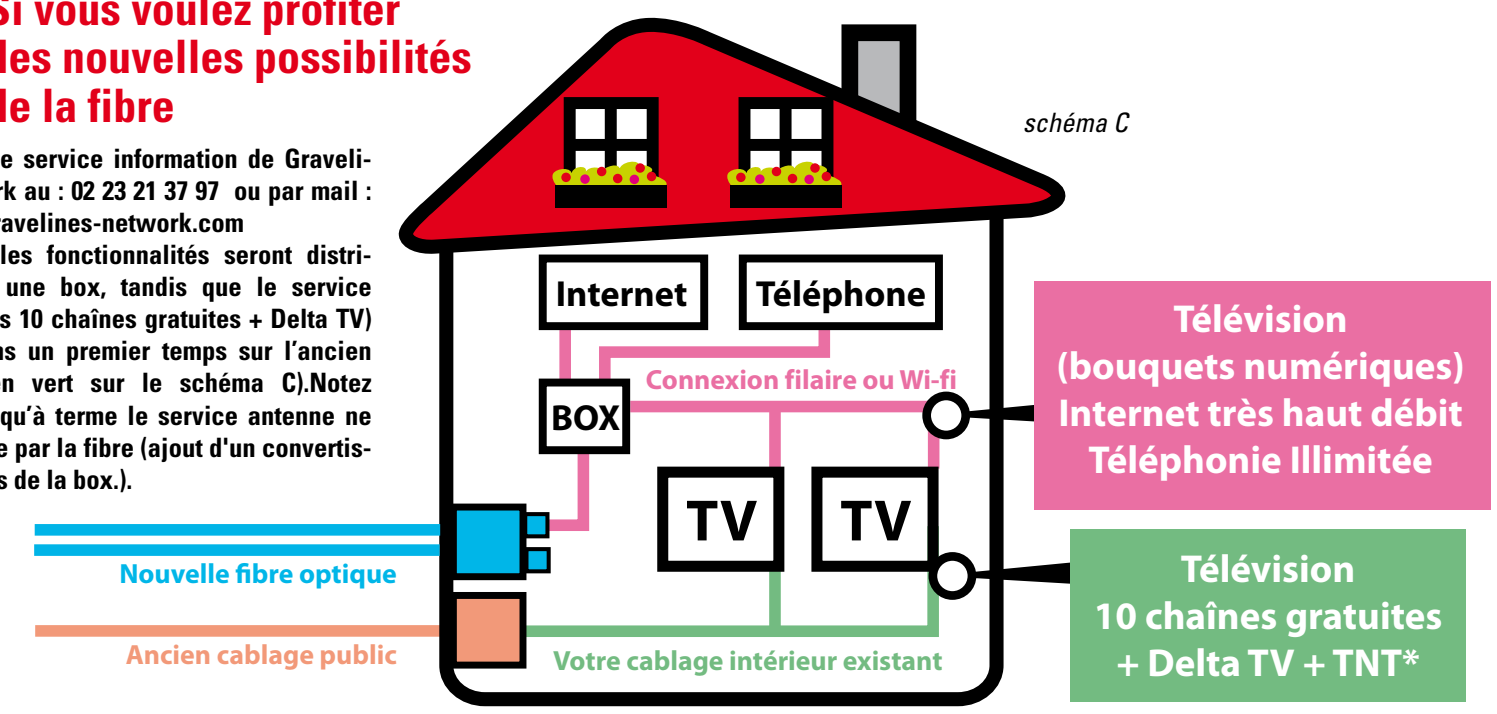 Si vous voulez profiter
des nouvelles possibilités
de la fibre
e service information de Graveli-
rk au : 02 23 21 37 97 ou par mail :
ravelines-network.com
les fonctionnalités seront distri-
une box, tandis que le service
s 10 chaînes gratuites + Delta TV)
ns un premier temps sur l’ancien
en vert sur le schéma C).Notez
qu’à terme le service antenne ne
e par la fibre (ajout d'un convertis-
s de la box.).
schéma C
Internet
Téléphone
Connexion filaire ou Wi-fi
BOX
TV
TV
Télévision
(bouquets numériques)
Internet très haut débit
Téléphonie Illimitée
Nouvelle fibre optique
Ancien cablage public
Votre cablage intérieur existant
Télévision
10 chaînes gratuites
+ Delta TV + TNT*